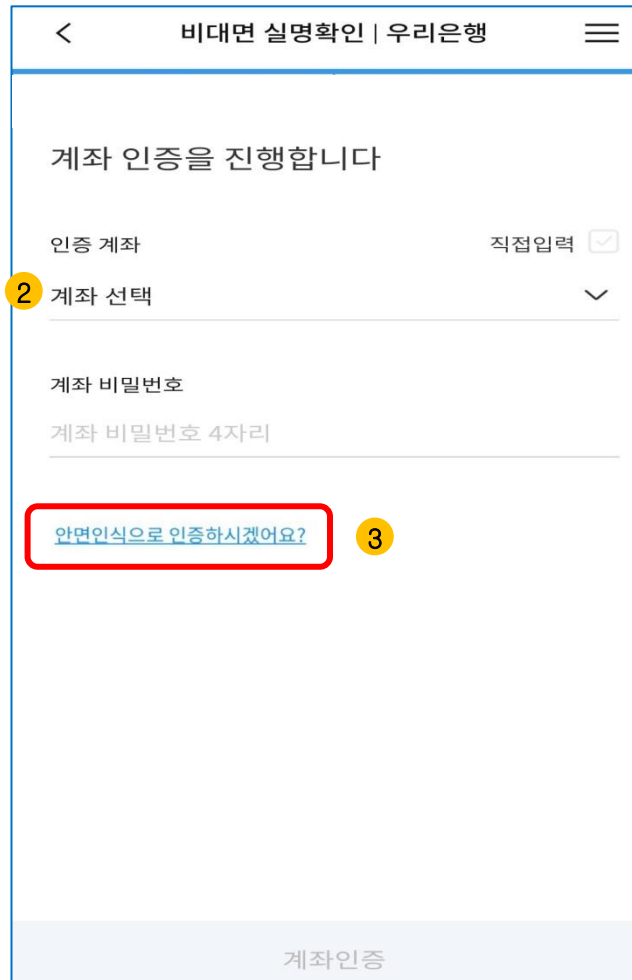 비대면 실명확인 | 우리은행
계좌 인증을 진행합니다
인증 계좌 직접입력
2 계좌 선택
계좌 비밀번호
계좌 비밀번호 4자리
안면인식으로 인증하시겠어요? 3
계좌인증